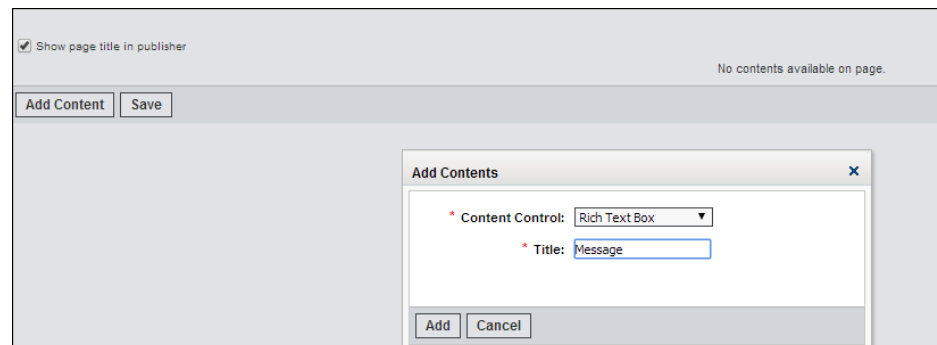 Show page title in publisher
No contents available on page.
Add Content Save
Add Contents ×
* Content Control: Rich Text Box ▼
* Title: Message
Add Cancel